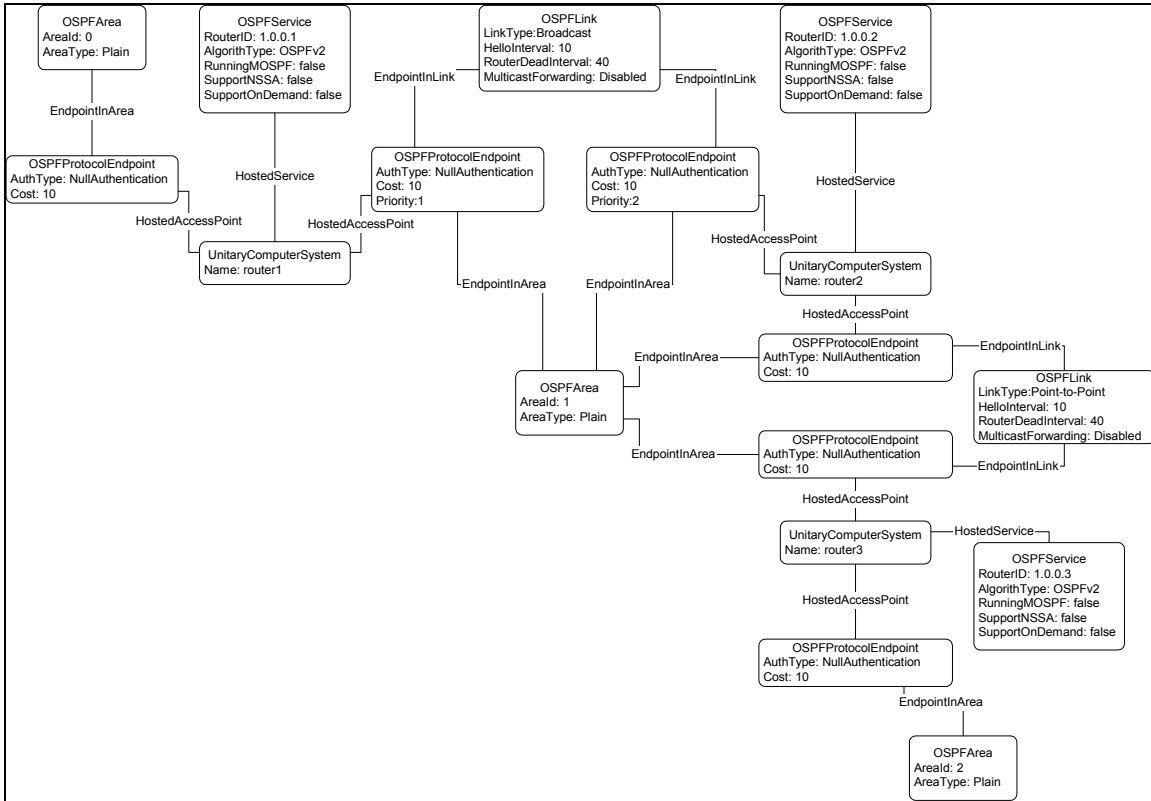 OSPFArea
AreaId: 0
AreaType: Plain
OSPFService
RouterID: 1.0.0.1
AlgorithType: OSPFv2
RunningMOSPF: false
SupportNSSA: false
SupportOnDemand: false
OSPFLink
LinkType:Broadcast
HelloInterval: 10
RouterDeadInterval: 40
MulticastForwarding: Disabled
OSPFService
RouterID: 1.0.0.2
AlgorithType: OSPFv2
RunningMOSPF: false
SupportNSSA: false
SupportOnDemand: false
EndpointInLink
EndpointInLink
EndpointInArea
OSPFProtocolEndpoint
AuthType: NullAuthentication
Cost: 10
HostedService
OSPFProtocolEndpoint
AuthType: NullAuthentication
Cost: 10
Priority:1
OSPFProtocolEndpoint
AuthType: NullAuthentication
Cost: 10
Priority:2
HostedService
HostedAccessPoint
HostedAccessPoint
HostedAccessPoint
UnitaryComputerSystem
Name: router1
UnitaryComputerSystem
Name: router2
EndpointInArea
EndpointInArea
HostedAccessPoint
OSPFProtocolEndpoint
AuthType: NullAuthentication
Cost: 10
EndpointInArea
EndpointInLink
OSPFArea
AreaId: 1
AreaType: Plain
OSPFLink
LinkType:Point-to-Point
HelloInterval: 10
RouterDeadInterval: 40
MulticastForwarding: Disabled
EndpointInArea
OSPFProtocolEndpoint
AuthType: NullAuthentication
Cost: 10
EndpointInLink
HostedAccessPoint
UnitaryComputerSystem
Name: router3
HostedService
OSPFService
RouterID: 1.0.0.3
AlgorithType: OSPFv2
RunningMOSPF: false
SupportNSSA: false
SupportOnDemand: false
HostedAccessPoint
OSPFProtocolEndpoint
AuthType: NullAuthentication
Cost: 10
EndpointInArea
OSPFArea
AreaId: 2
AreaType: Plain